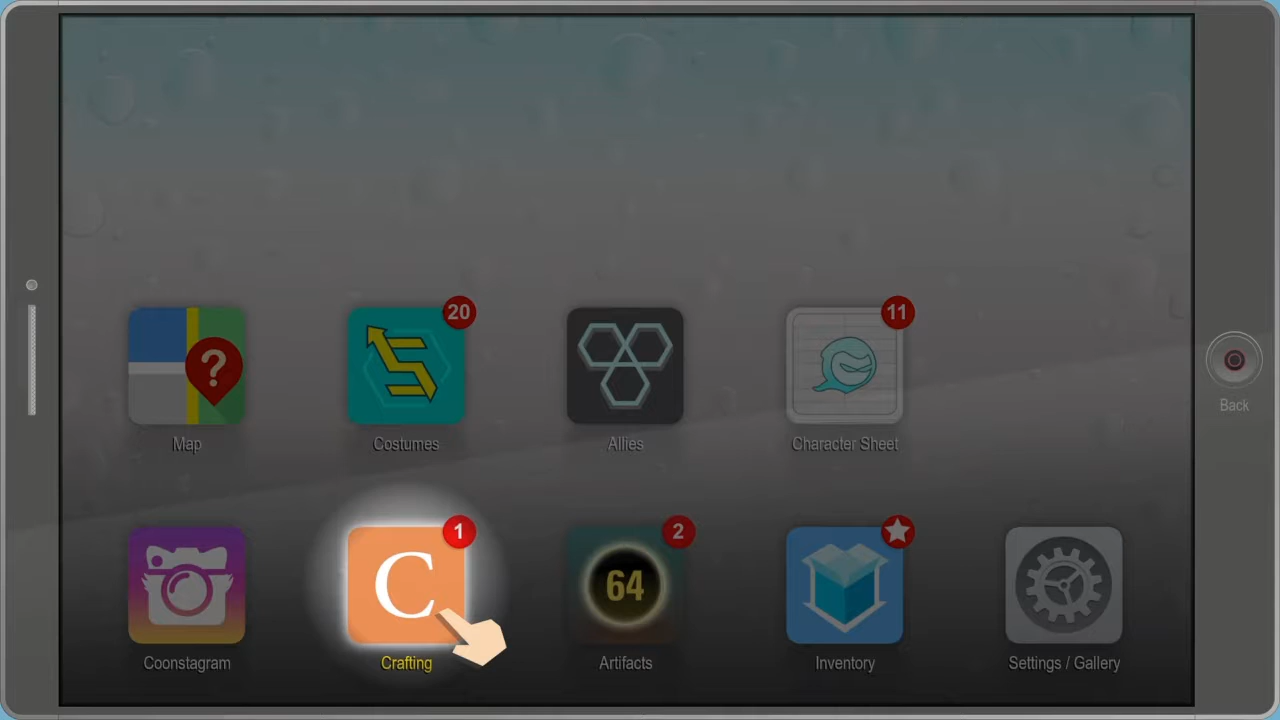 20
11
?
Map
Costumes
Allies
Character Sheet
Back
1
2
C
64
Coonstagram
Crafting
Artifacts
Inventory
Settings / Gallery